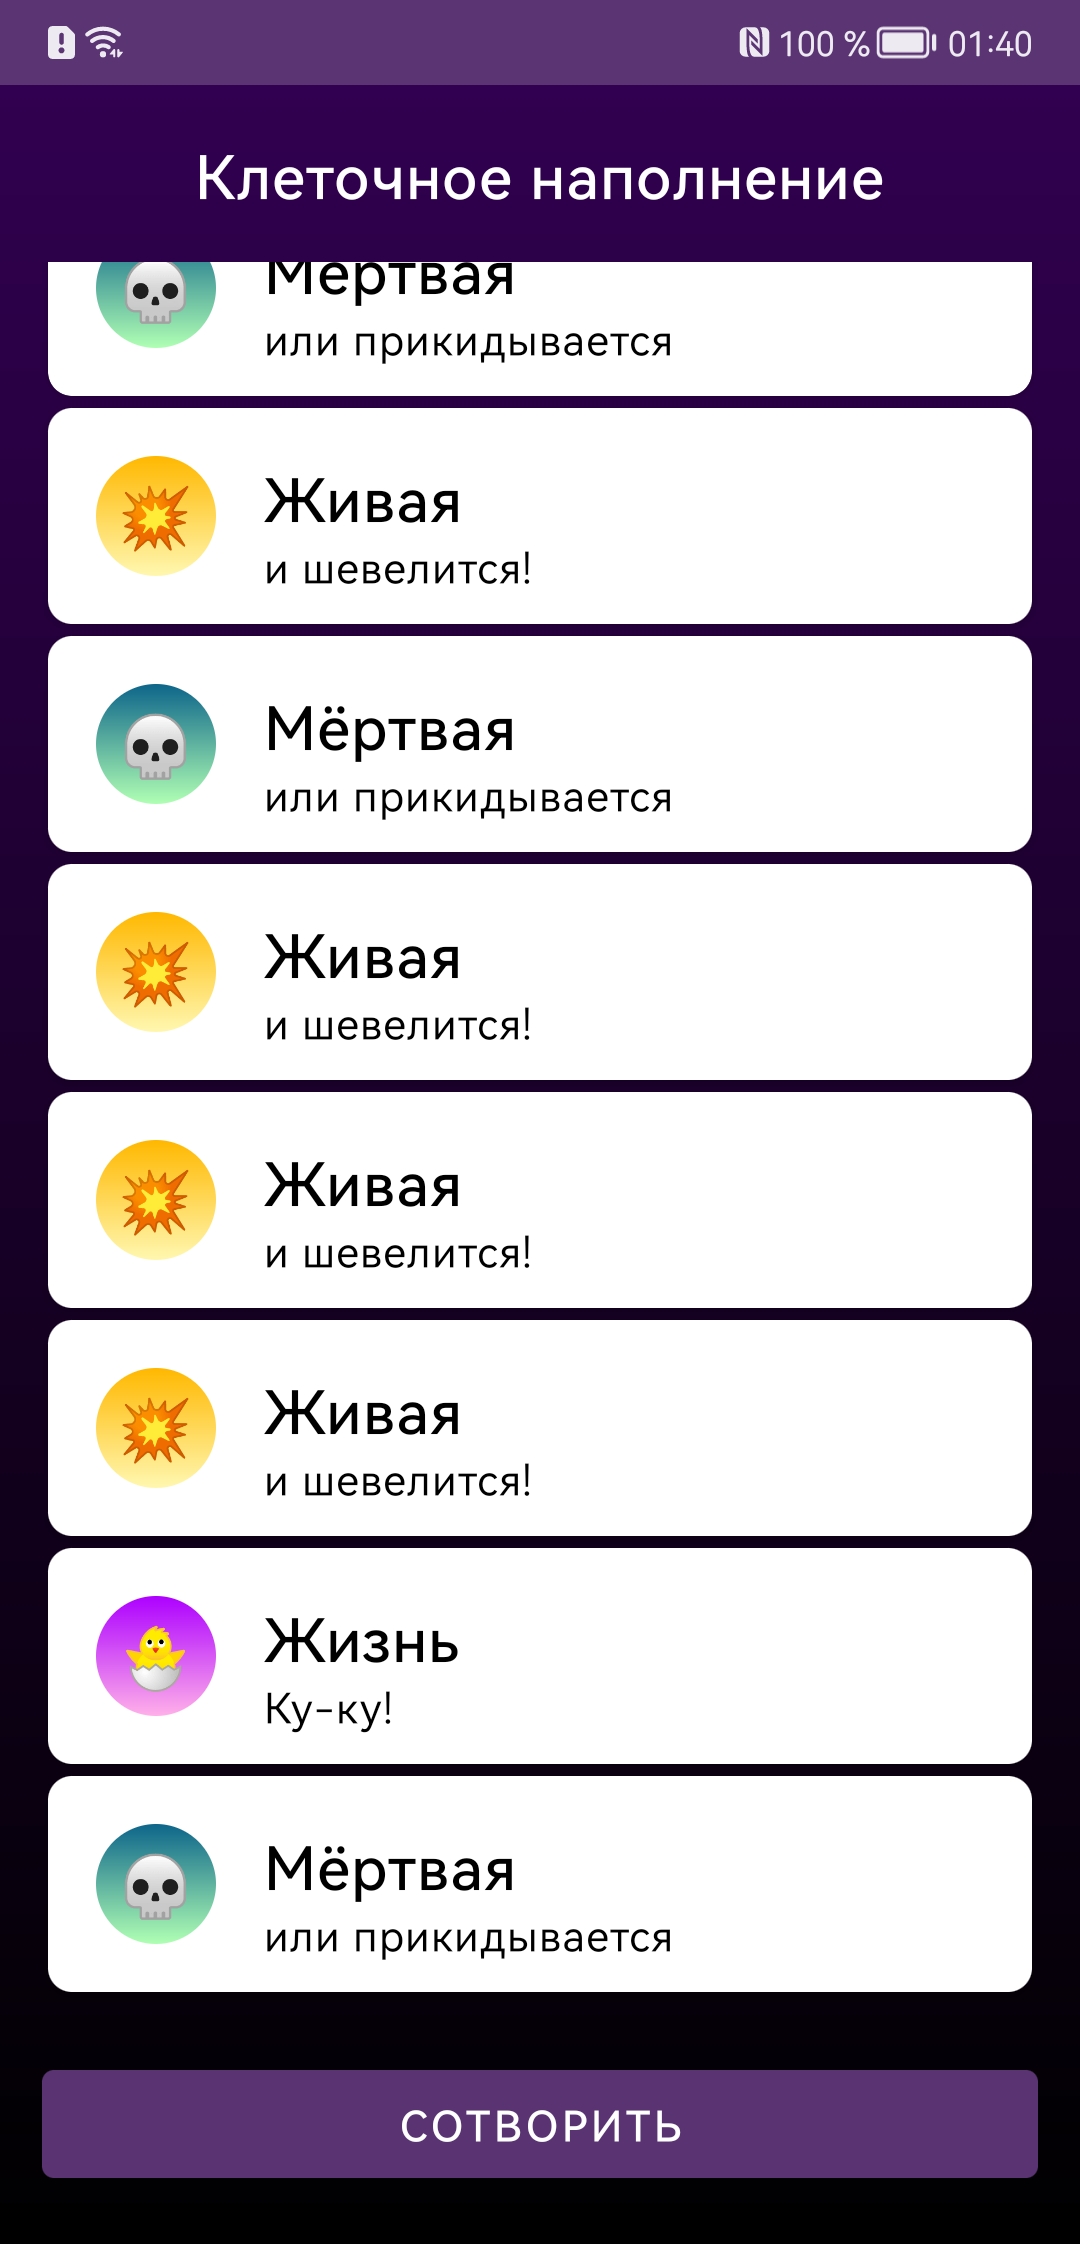 100 % 01:40
Клеточное наполнение
Мёртвая
или прикидывается
Живая
и шевелится!
Мёртвая
или прикидывается
Живая
и шевелится!
Живая
и шевелится!
Живая
и шевелится!
Жизнь
Ку-ку!
Мёртвая
или прикидывается
СОТВОРИТЬ